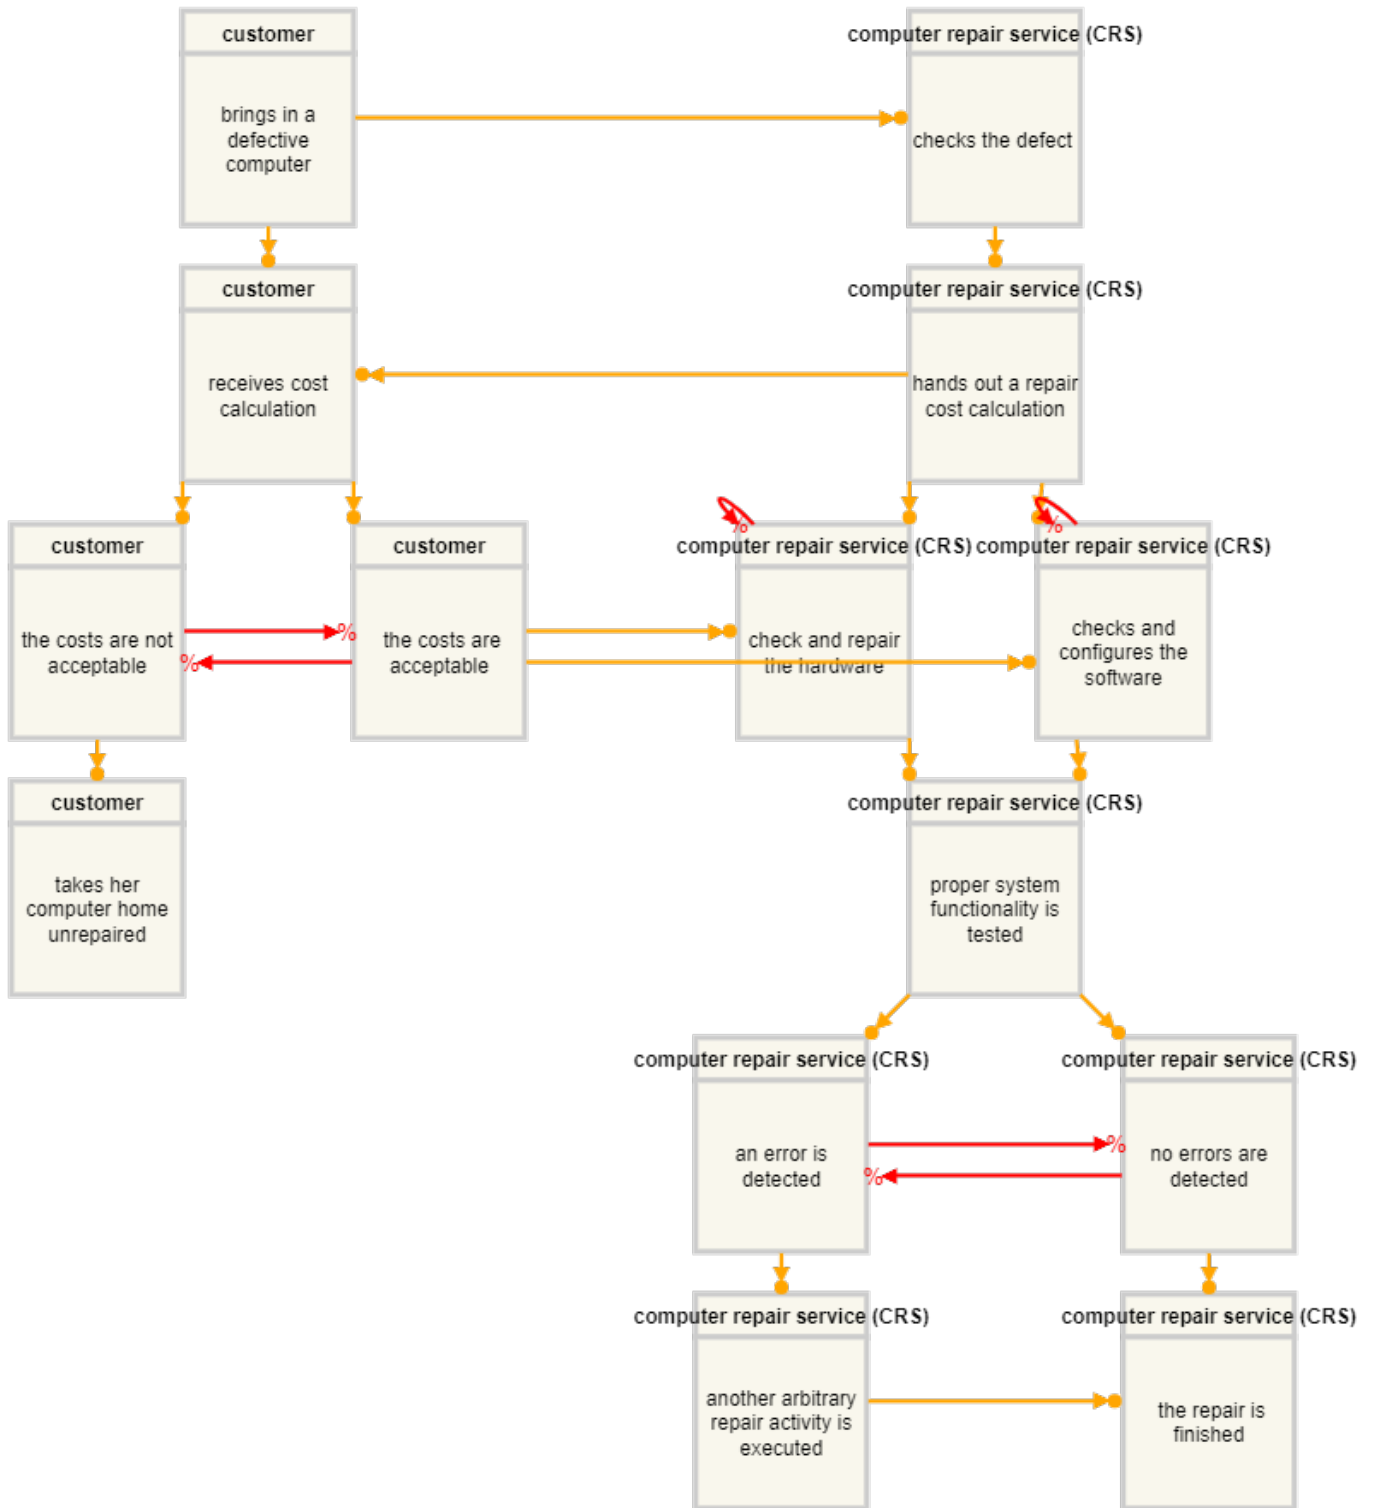 customer
brings in a
defective
computer
computer repair service (CRS)
checks the defect
customer
receives cost
calculation
computer repair service (CRS)
hands out a repair
cost calculation
customer
the costs are not
acceptable
%
%
customer
the costs are
acceptable
%
computer repair service (CRS)
check and repair
the hardware
%
computer repair service (CRS)
checks and
configures the
software
customer
takes her
computer home
unrepaired
computer repair service (CRS)
proper system
functionality is
tested
computer repair service (CRS)
an error is
detected
%
%
computer repair service (CRS)
no errors are
detected
computer repair service (CRS)
another arbitrary
repair activity is
executed
computer repair service (CRS)
the repair is
finished